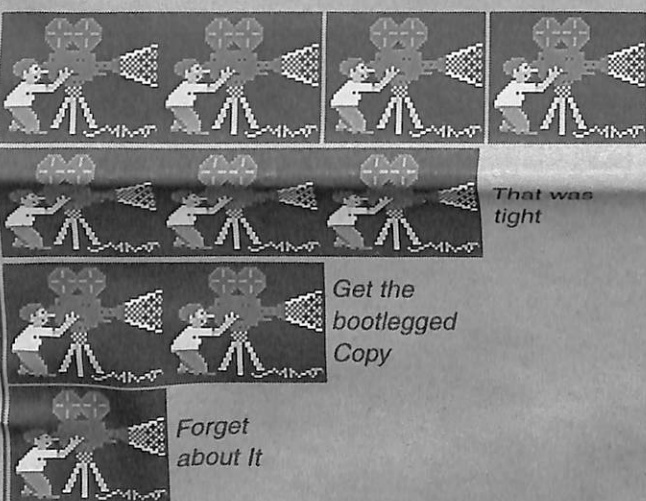 That was
tight
Get the
bootlegged
Copy
Forget
about It